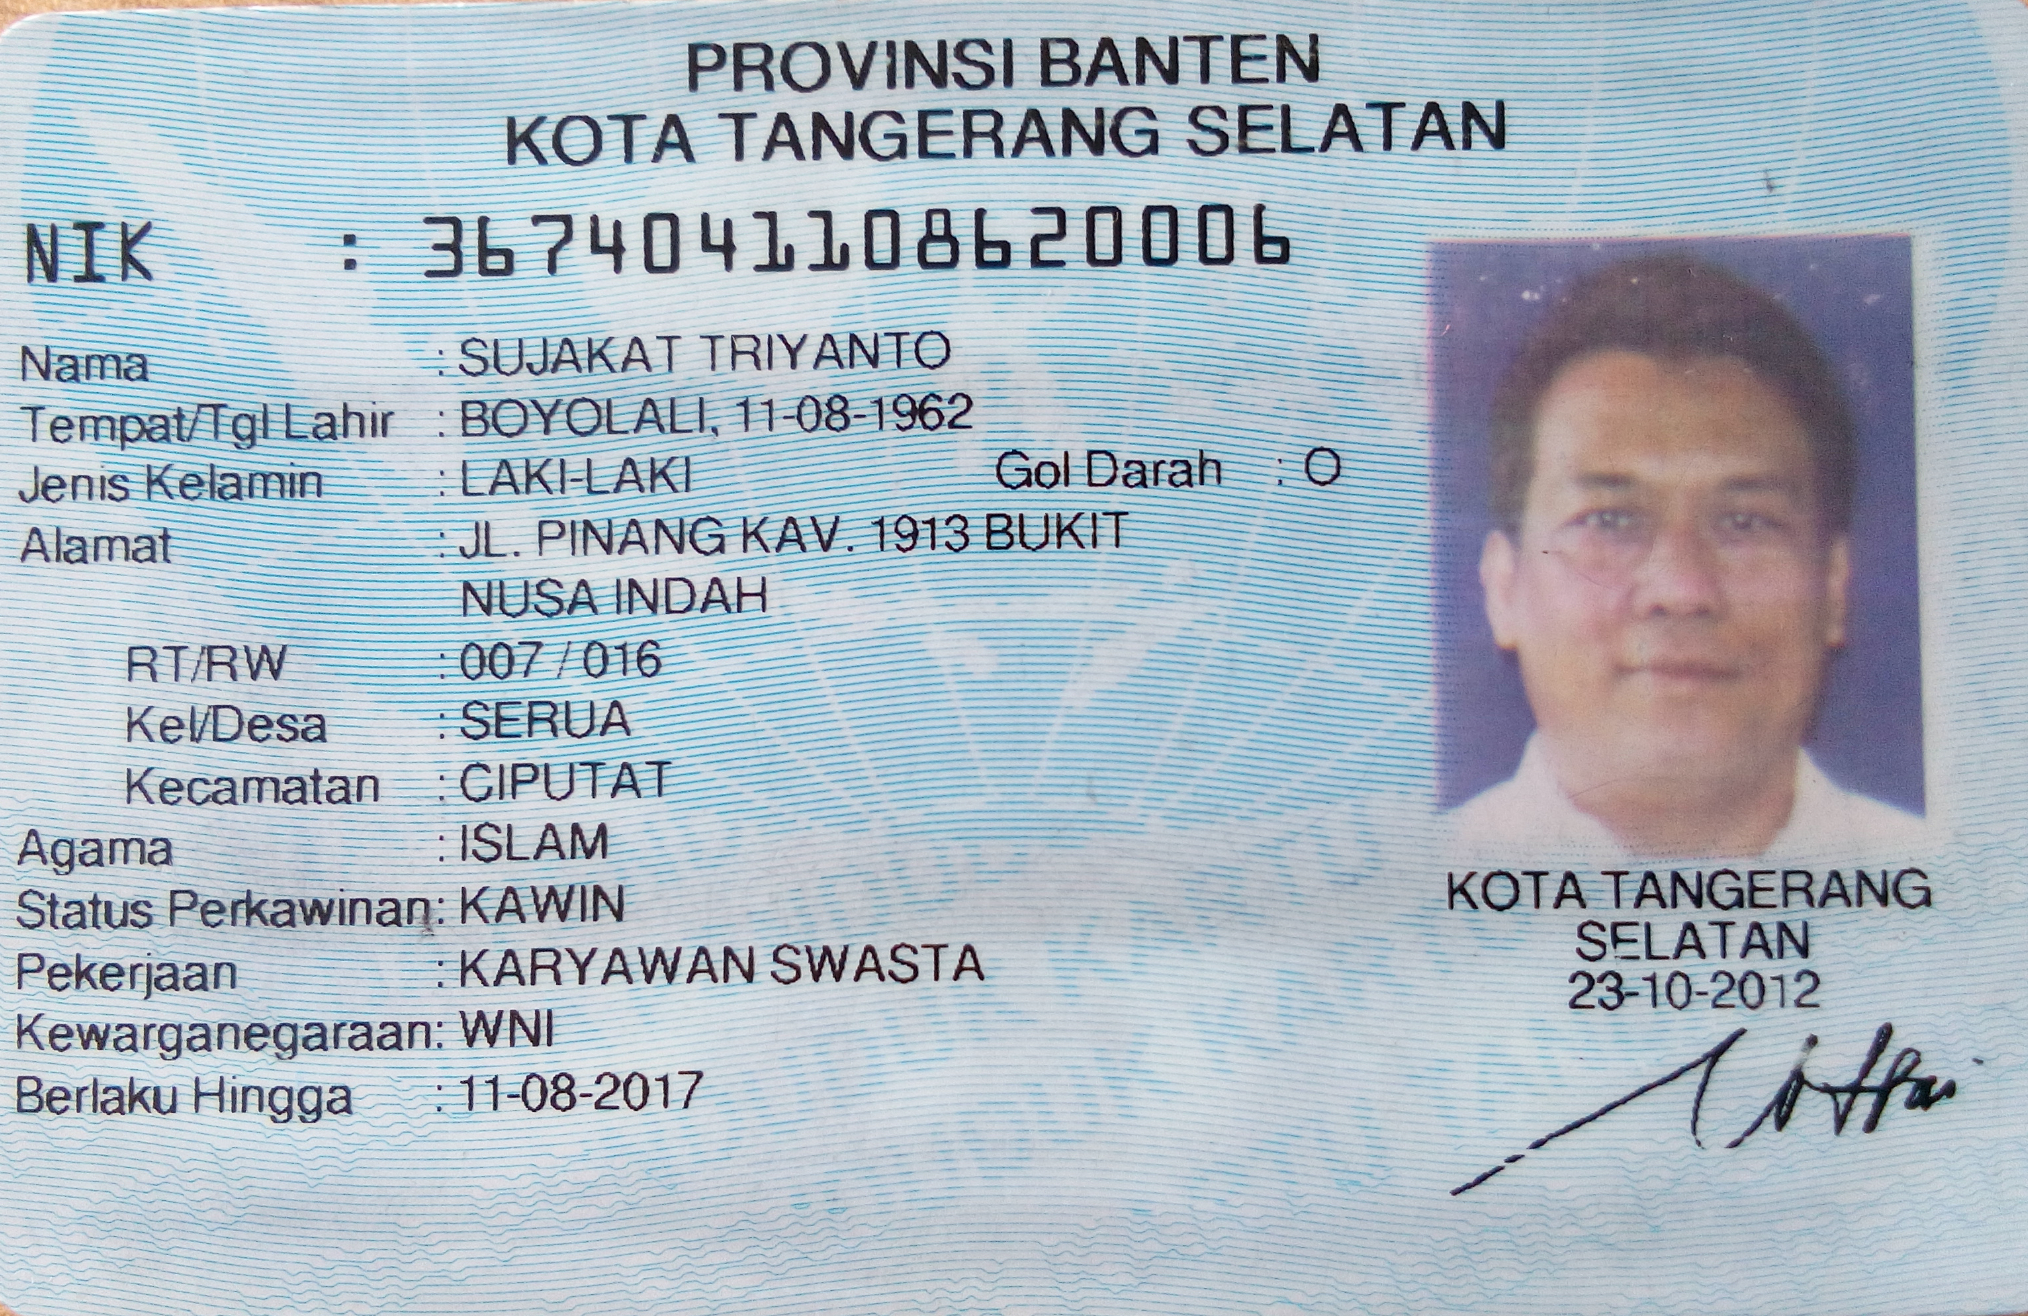 PROVINSI BANTEN
KOTA TANGERANG SELATAN
NIK : 3674041108620006
Nama : SUJAKAT TRIYANTO
Tempat/Tgl Lahir : BOYOLALI, 11-08-1962
Jenis Kelamin : LAKI-LAKI Gol Darah : O
Alamat : JL. PINANG KAV. 1913 BUKIT
NUSA INDAH
RT/RW : 007 / 016
Kel/Desa : SERUA
Kecamatan : CIPUTAT
Agama : ISLAM
Status Perkawinan: KAWIN
Pekerjaan : KARYAWAN SWASTA
Kewarganegaraan: WNI
Berlaku Hingga : 11-08-2017
KOTA TANGERANG
SELATAN
23-10-2012